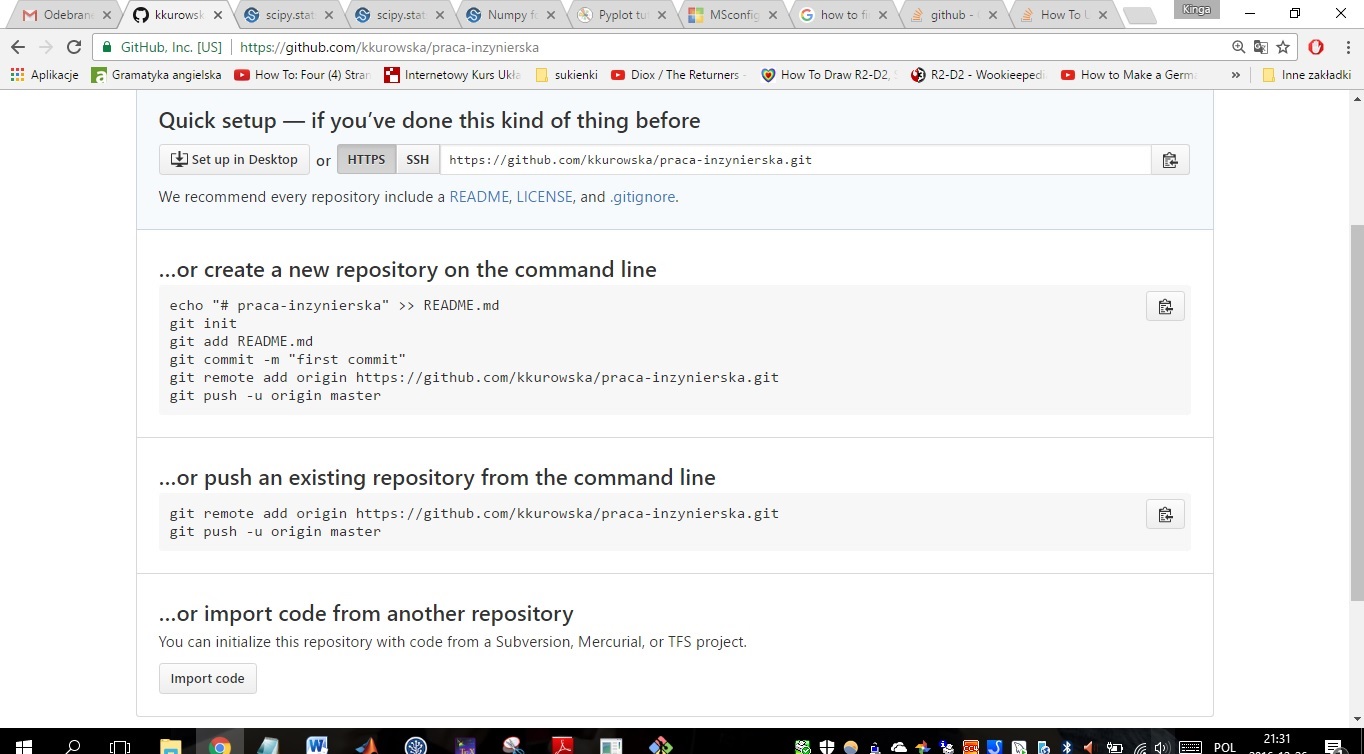 Odebran
kkurowsk
scipy.stat
scipy.stat
Numpy fo
Pyplot tu
MSconfig
how to fi
github -
How To U
Kinga
GitHub, Inc. [US]
https://github.com/kkurowska/praca-inzynierska
Aplikacje
Gramatyka angielska
How To: Four (4) Stran
Internetowy Kurs Ukła
sukienki
Diox / The Returners -
How To Draw R2-D2,
R2-D2 - Wookieepedi
How to Make a Germa
»
Inne zakładki
Quick setup — if you’ve done this kind of thing before
Set up in Desktop or HTTPS SSH https://github.com/kkurowska/praca-inzynierska.git
We recommend every repository include a README, LICENSE, and .gitignore.
…or create a new repository on the command line
echo "# praca-inzynierska" >> README.md
git init
git add README.md
git commit -m "first commit"
git remote add origin https://github.com/kkurowska/praca-inzynierska.git
git push -u origin master
…or push an existing repository from the command line
git remote add origin https://github.com/kkurowska/praca-inzynierska.git
git push -u origin master
…or import code from another repository
You can initialize this repository with code from a Subversion, Mercurial, or TFS project.
Import code
POL
21:31